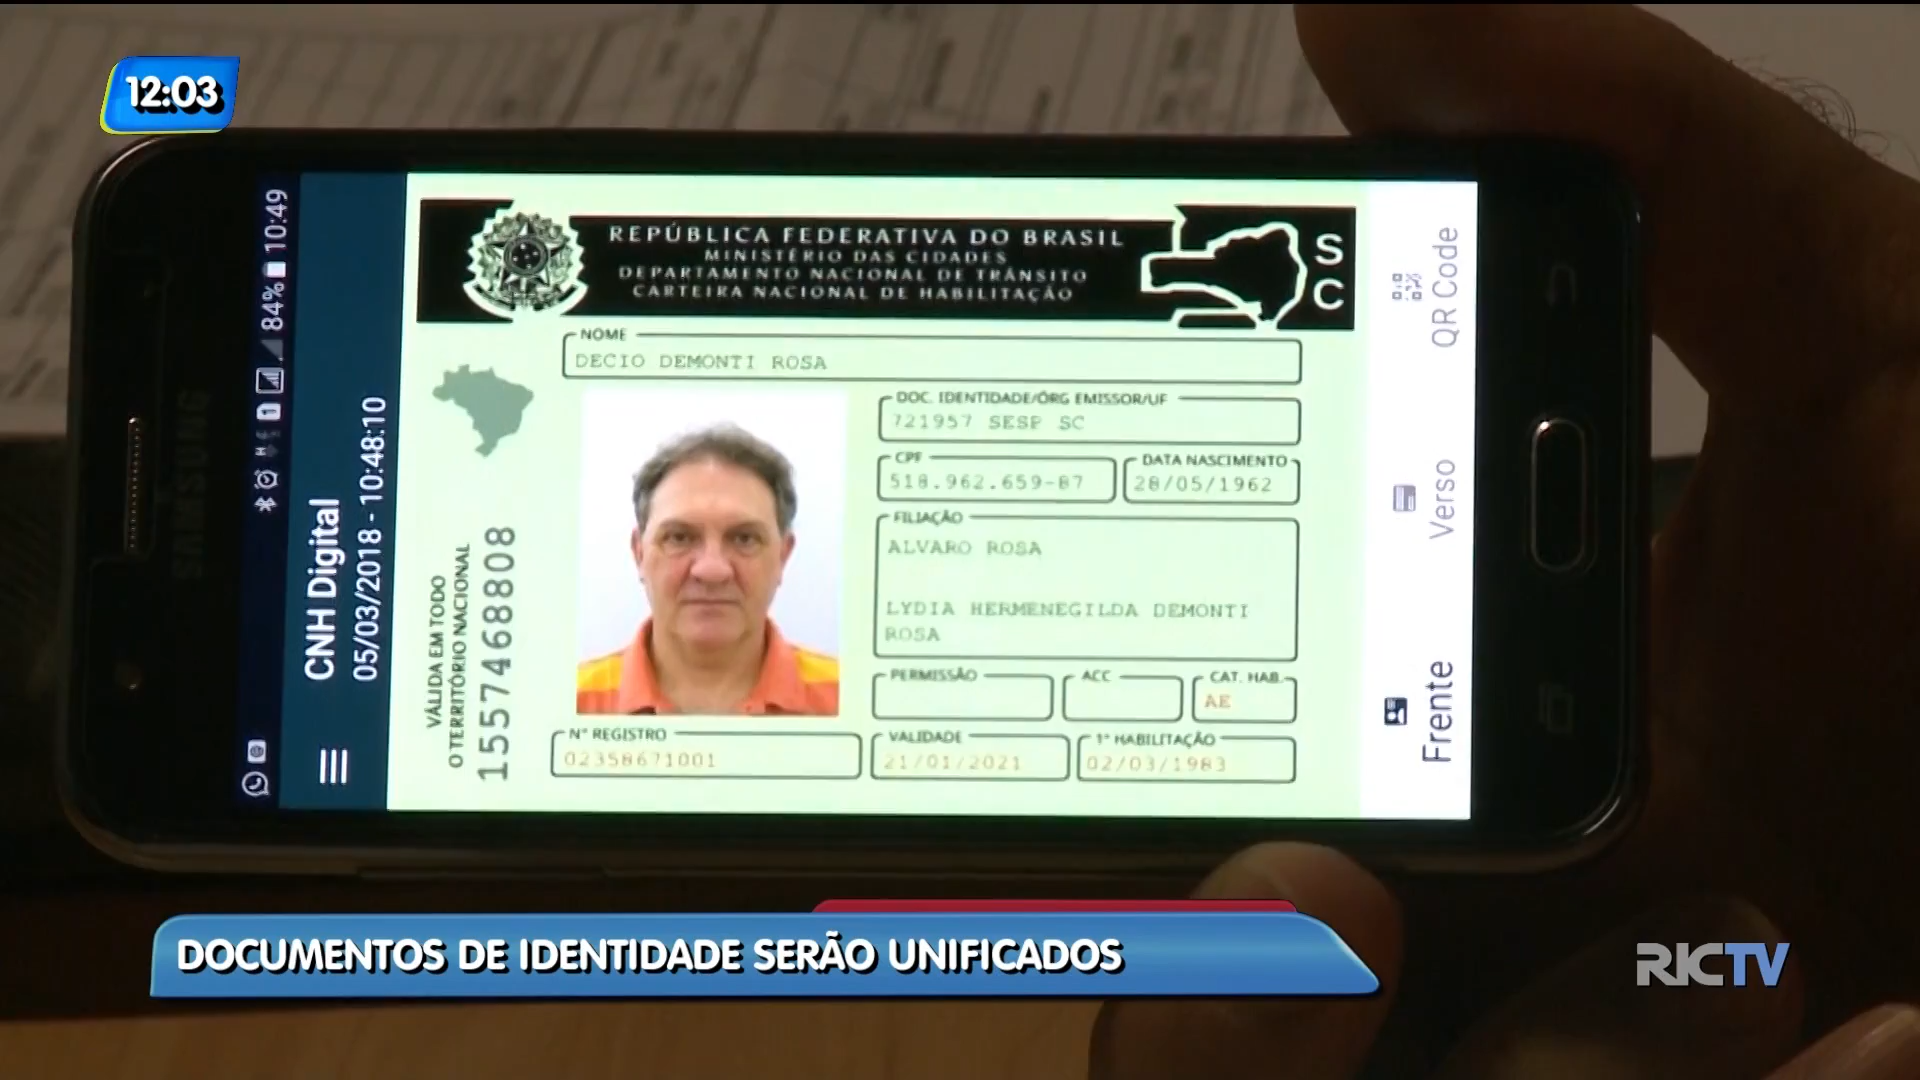 12:03
SAMSUNG
84% 10:49
CNH Digital
05/03/2018 - 10:48:10
REPÚBLICA FEDERATIVA DO BRASIL
MINISTÉRIO DAS CIDADES
DEPARTAMENTO NACIONAL DE TRÂNSITO
CARTEIRA NACIONAL DE HABILITAÇÃO
SC
NOME
DECIO DEMONTI ROSA
DOC. IDENTIDADE/ÓRG EMISSOR/UF
721957 SESP SC
CPF
518.962.659-87
DATA NASCIMENTO
28/05/1962
FILIAÇÃO
ALVARO ROSA
LYDIA HERMENEGILDA DEMONTI
ROSA
PERMISSÃO
ACC
CAT. HAB.
AE
Nº REGISTRO
02358671001
VALIDADE
21/01/2021
1ª HABILITAÇÃO
02/03/1983
VÁLIDA EM TODO
O TERRITÓRIO NACIONAL
1557468808
QR Code
Verso
Frente
DOCUMENTOS DE IDENTIDADE SERÃO UNIFICADOS
RICTV